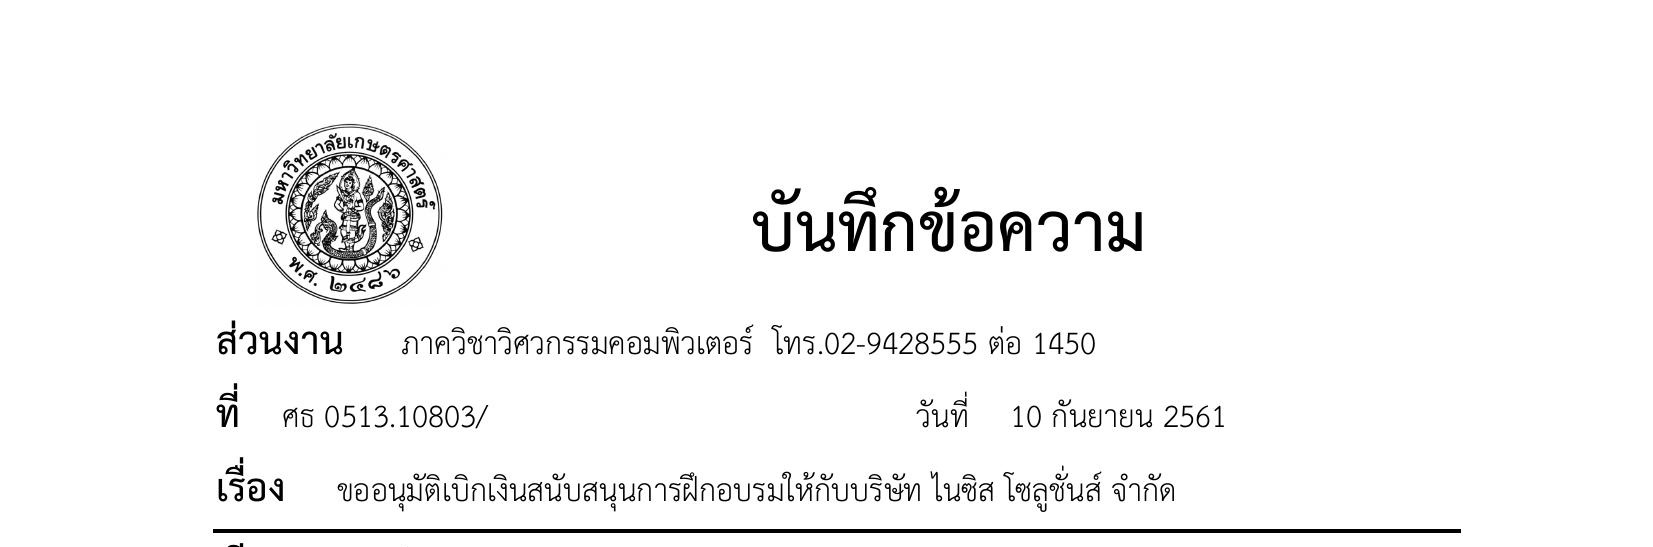 มหาวิทยาลัยเกษตรศาสตร์
พ.ศ. ๒๔๘๖
บันทึกข้อความ
ส่วนงาน ภาควิชาวิศวกรรมคอมพิวเตอร์ โทร.02-9428555 ต่อ 1450
ที่ ศธ 0513.10803/ วันที่ 10 กันยายน 2561
เรื่อง ขออนุมัติเบิกเงินสนับสนุนการฝึกอบรมให้กับบริษัท ไนซิส โซลูชั่นส์ จำกัด